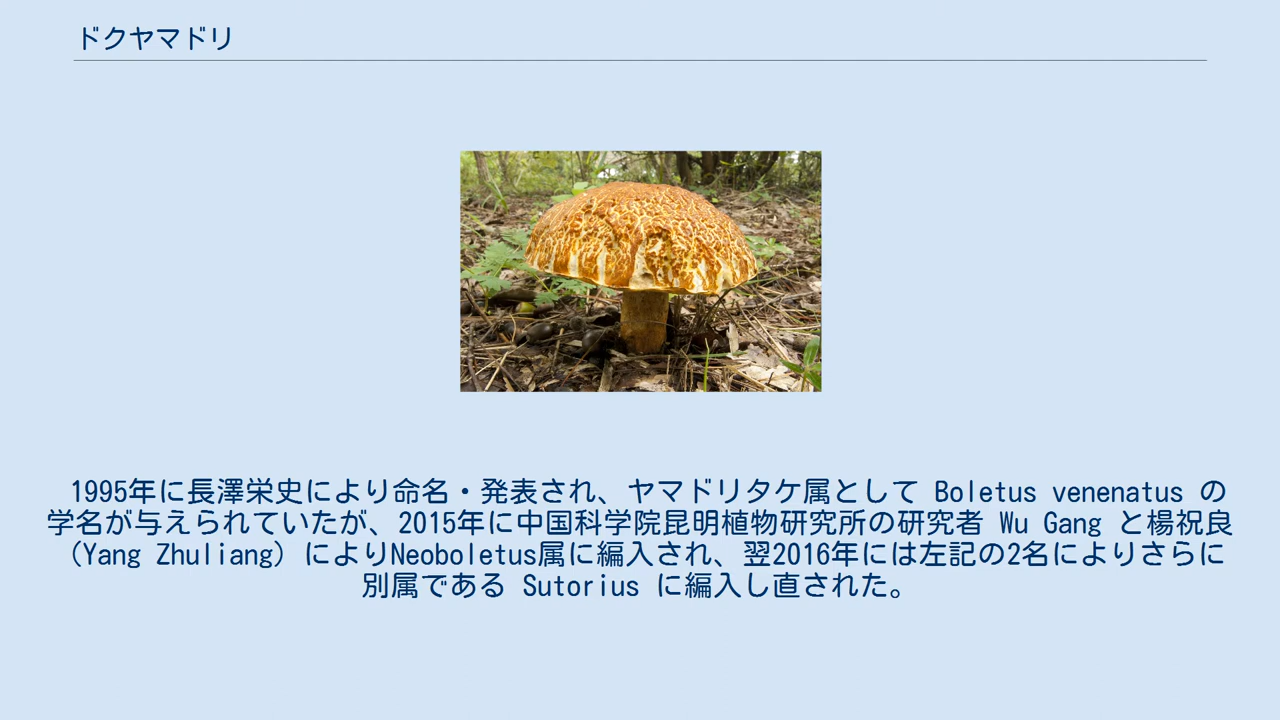 ドクヤマドリ
1995年に長澤栄史により命名・発表され、ヤマドリタケ属として Boletus venenatus の
学名が与えられていたが、2015年に中国科学院昆明植物研究所の研究者 Wu Gang と楊祝良
（Yang Zhuliang）によりNeoboletus属に編入され、翌2016年には左記の2名によりさらに
別属である Sutorius に編入し直された。